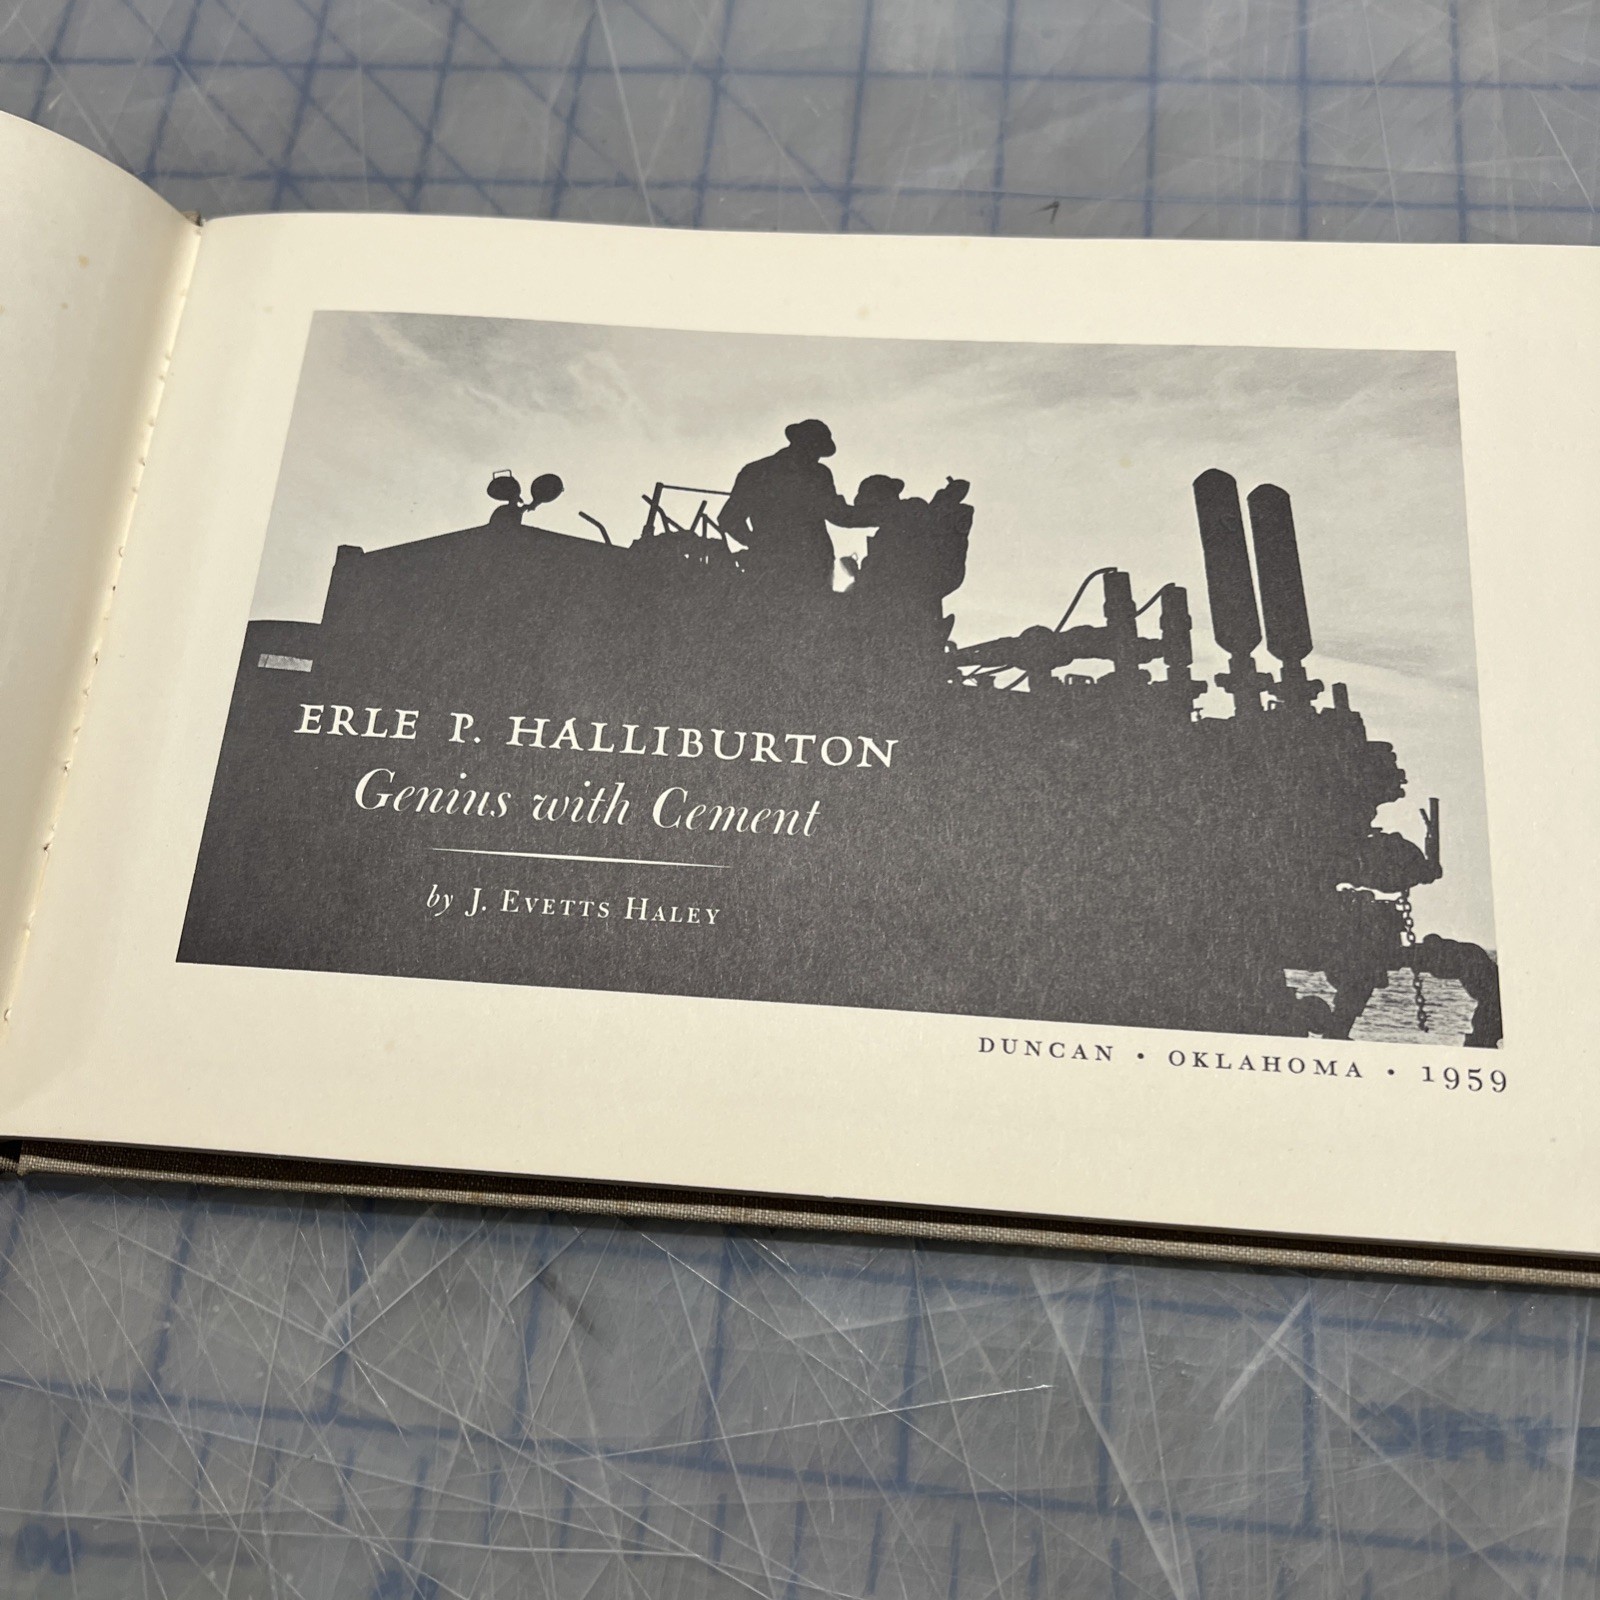 ERLE P. HALLIBURTON
Genius with Cement
by J. EVETTS HALEY
DUNCAN • OKLAHOMA • 1959